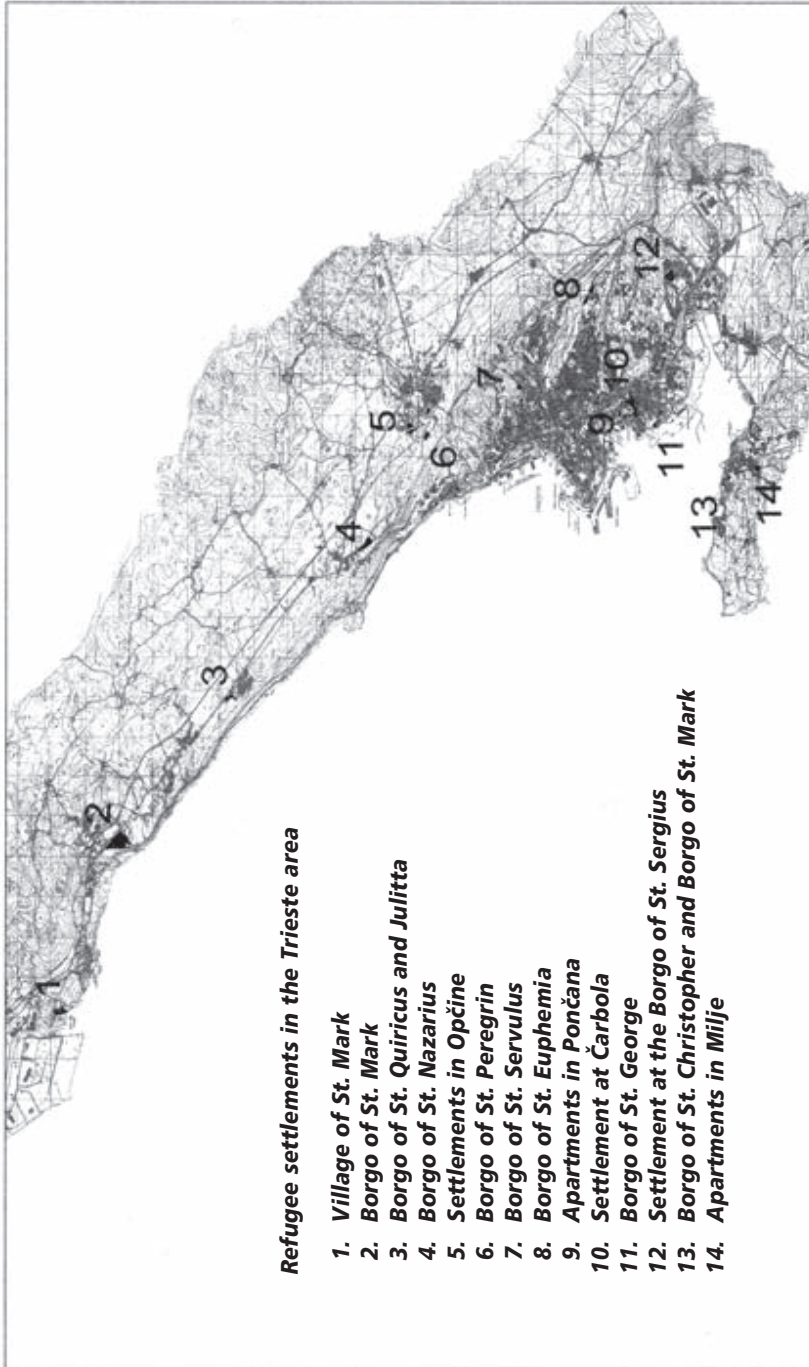 Refugee settlements in the Trieste area
1. Village of St. Mark
2. Borgo of St. Mark
3. Borgo of St. Quiricus and Julitta
4. Borgo of St. Nazarius
5. Settlements in Opčine
6. Borgo of St. Peregrin
7. Borgo of St. Servulus
8. Borgo of St. Euphemia
9. Apartments in Pončana
10. Settlement at Čarbola
11. Borgo of St. George
12. Settlement at the Borgo of St. Sergius
13. Borgo of St. Christopher and Borgo of St. Mark
14. Apartments in Milje
1
2
3
4
5
6
7
8
9
10
11
12
13
14